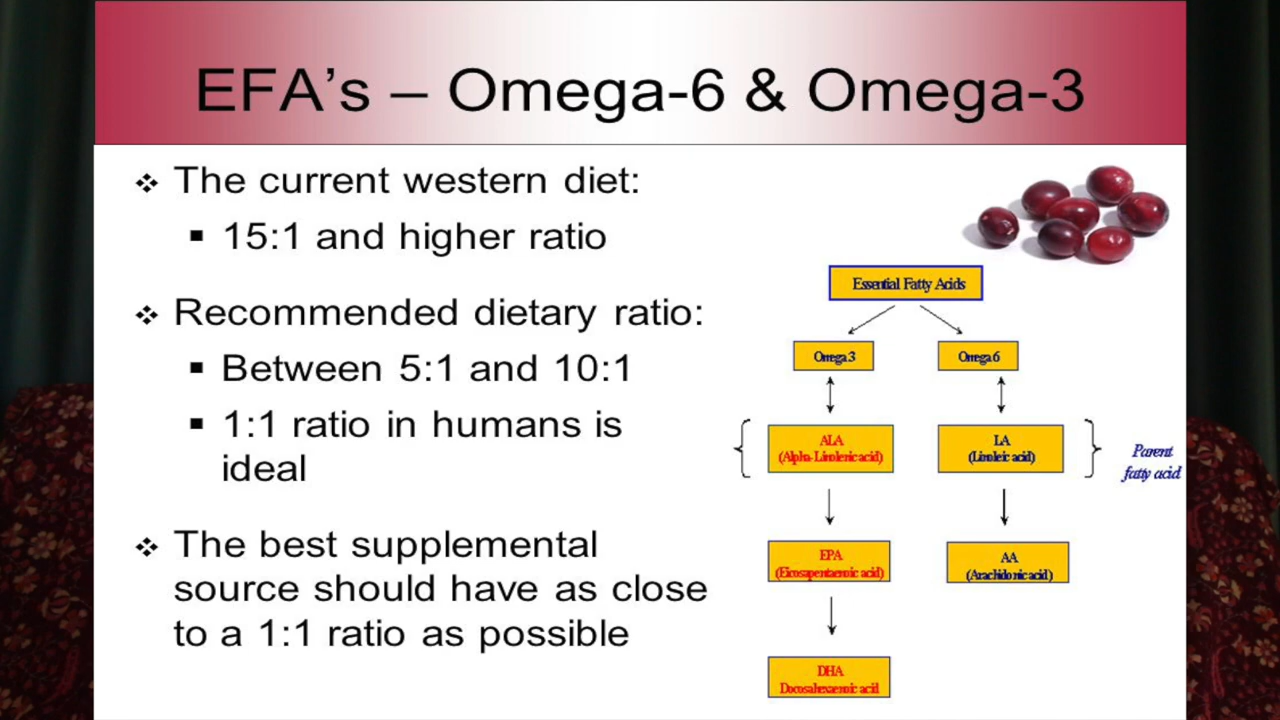 EFA’s – Omega-6 & Omega-3
❖ The current western diet:
▪ 15:1 and higher ratio
❖ Recommended dietary ratio:
▪ Between 5:1 and 10:1
▪ 1:1 ratio in humans is
ideal
❖ The best supplemental
source should have as close
to a 1:1 ratio as possible
Essential Fatty Acids
Omega 3
Omega 6
ALA
(Alpha-Linolenic acid)
LA
(Linoleic acid)
Parent
fatty acid
EPA
(Eicosapentaenoic acid)
AA
(Arachidonic acid)
DHA
Docosahexaenoic acid